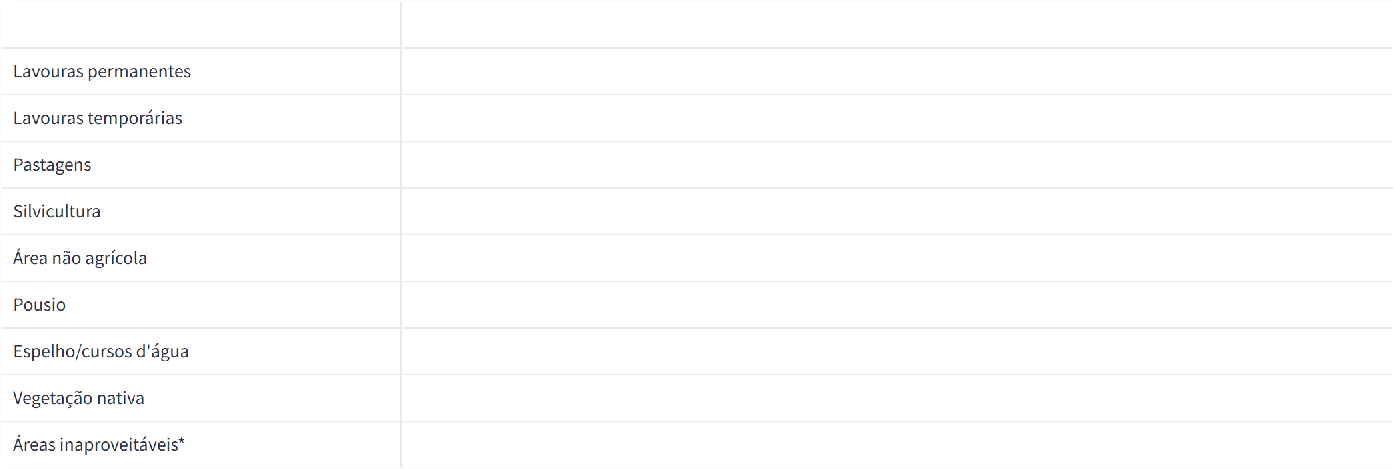 Lavouras permanentes
Lavouras temporárias
Pastagens
Silvicultura
Área não agrícola
Pousio
Espelho/cursos d'água
Vegetação nativa
Áreas inaproveitáveis*